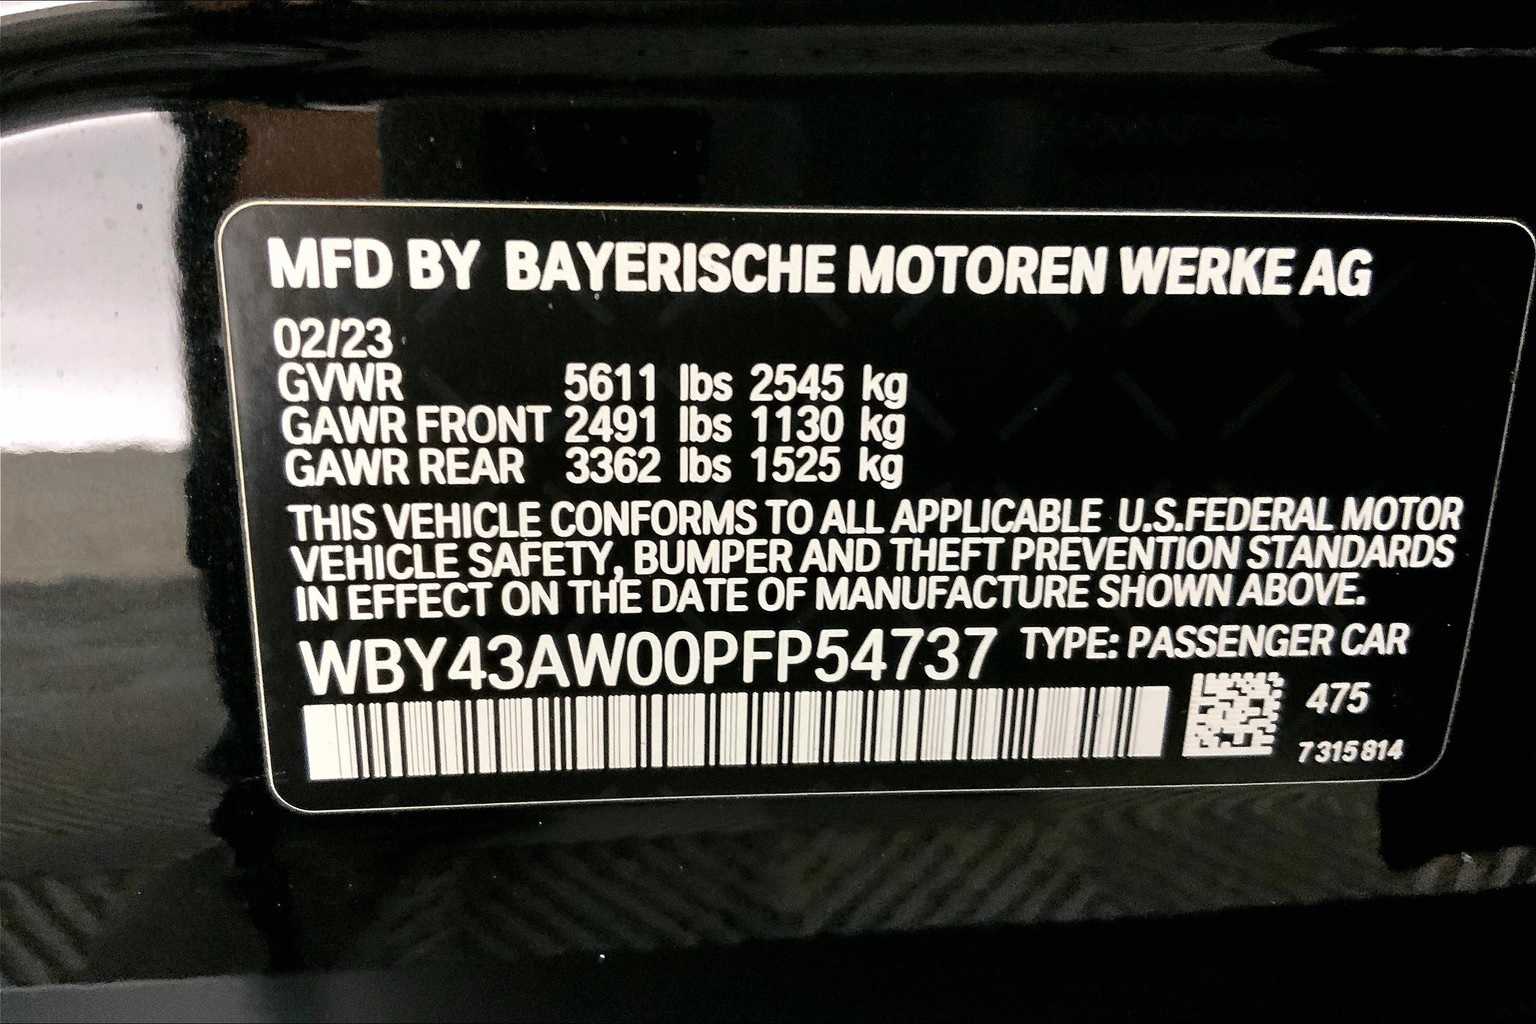 MFD BY BAYERISCHE MOTOREN WERKE AG
02/23
GVWR 5611 lbs 2545 kg
GAWR FRONT 2491 lbs 1130 kg
GAWR REAR 3362 lbs 1525 kg
THIS VEHICLE CONFORMS TO ALL APPLICABLE U.S.FEDERAL MOTOR
VEHICLE SAFETY, BUMPER AND THEFT PREVENTION STANDARDS
IN EFFECT ON THE DATE OF MANUFACTURE SHOWN ABOVE.
WBY43AW00PFP54737 TYPE: PASSENGER CAR
475
7315814